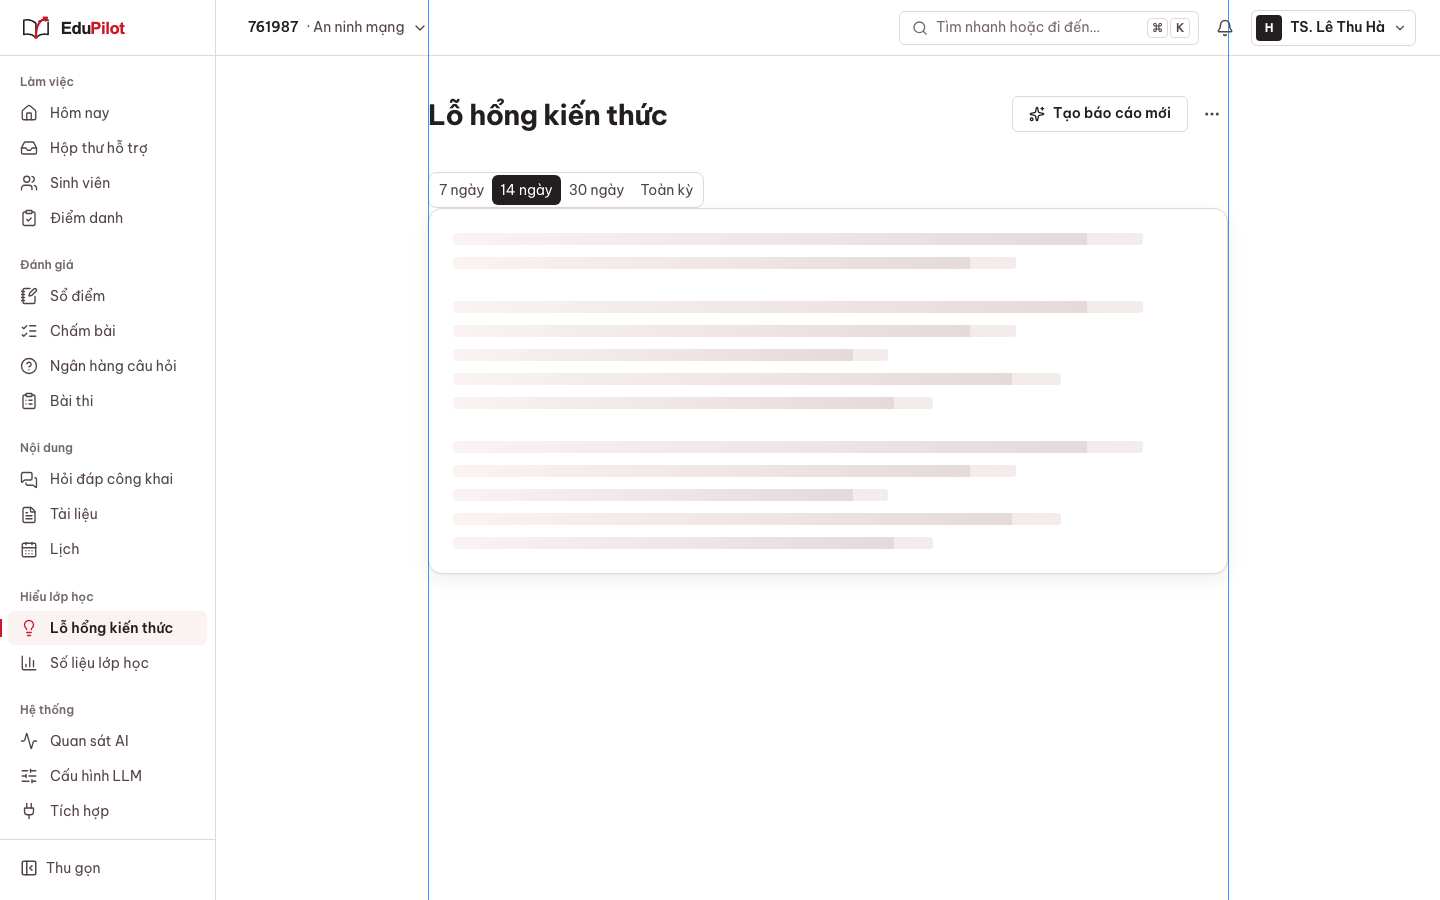 EduPilot
761987 · An ninh mạng
Tìm nhanh hoặc đi đến...
⌘ K
H TS. Lê Thu Hà
Làm việc
Hôm nay
Hộp thư hỗ trợ
Sinh viên
Điểm danh
Đánh giá
Sổ điểm
Chấm bài
Ngân hàng câu hỏi
Bài thi
Nội dung
Hỏi đáp công khai
Tài liệu
Lịch
Hiểu lớp học
Lỗ hổng kiến thức
Số liệu lớp học
Hệ thống
Quan sát AI
Cấu hình LLM
Tích hợp
Thu gọn
Lỗ hổng kiến thức
Tạo báo cáo mới
7 ngày 14 ngày 30 ngày Toàn kỳ